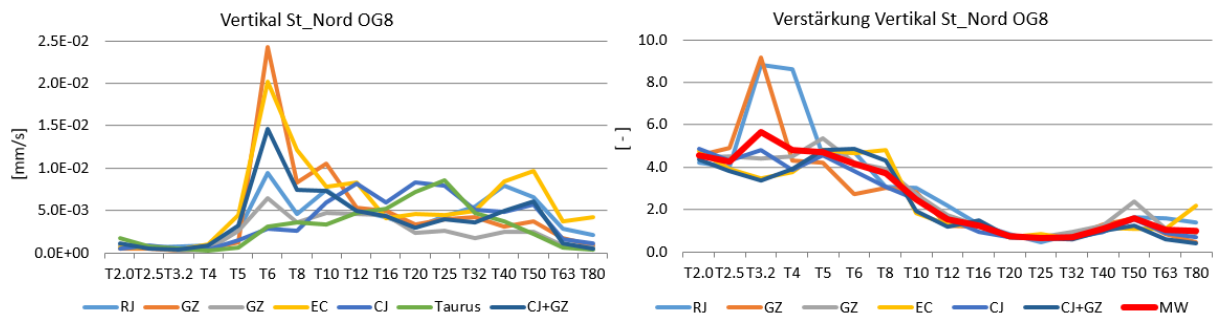 Vertikal St_Nord OG8
2.5E-02
2.0E-02
1.5E-02
1.0E-02
5.0E-03
0.0E+00
[mm/s]
T2.0 T2.5 T3.2 T4 T5 T6 T8 T10 T12 T16 T20 T25 T32 T40 T50 T63 T80
RJ GZ GZ EC CJ Taurus CJ+GZ
Verstärkung Vertikal St_Nord OG8
10.0
8.0
6.0
4.0
2.0
0.0
[ - ]
T2.0 T2.5 T3.2 T4 T5 T6 T8 T10 T12 T16 T20 T25 T32 T40 T50 T63 T80
RJ GZ GZ EC CJ CJ+GZ MW